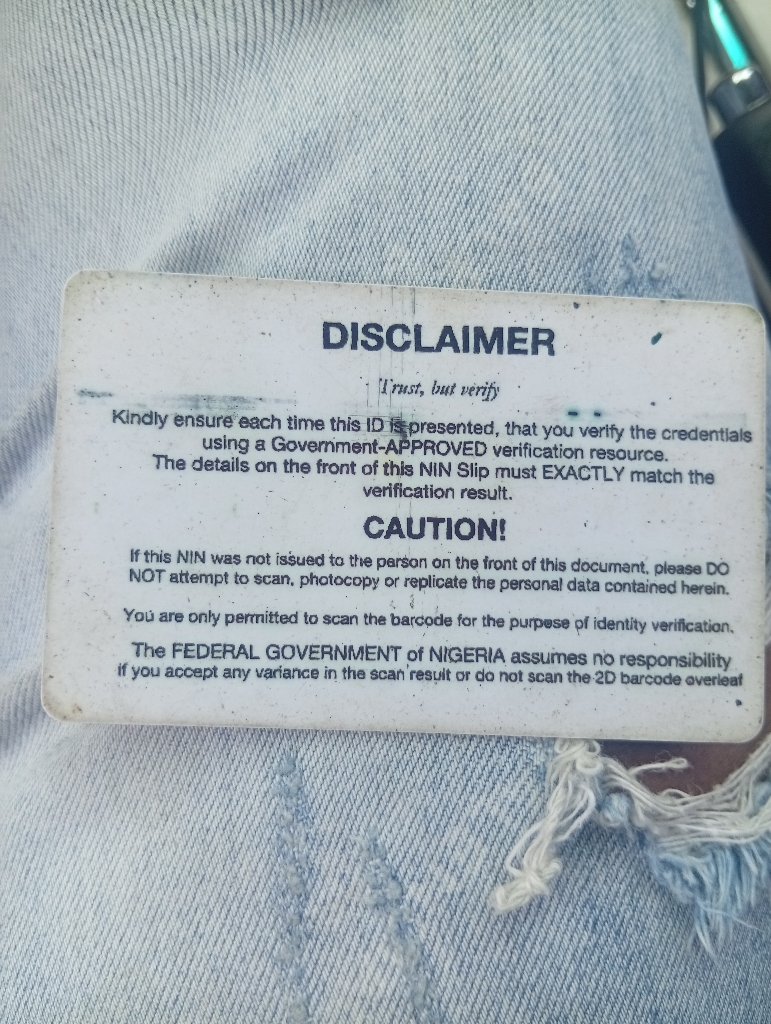 DISCLAIMER
Trust, but verify
Kindly ensure each time this ID is presented, that you verify the credentials
using a Government-APPROVED verification resource.
The details on the front of this NIN Slip must EXACTLY match the
verification result.
CAUTION!
If this NIN was not issued to the person on the front of this document, please DO
NOT attempt to scan, photocopy or replicate the personal data contained herein.
You are only permitted to scan the barcode for the purpose of identity verification.
The FEDERAL GOVERNMENT of NIGERIA assumes no responsibility
if you accept any variance in the scan result or do not scan the 2D barcode overleaf